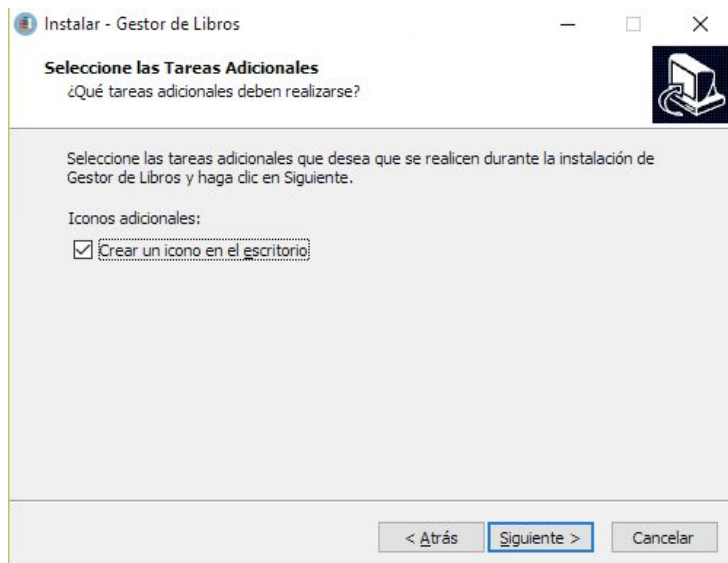 Instalar - Gestor de Libros
Seleccione las Tareas Adicionales
¿Qué tareas adicionales deben realizarse?
Seleccione las tareas adicionales que desea que se realicen durante la instalación de
Gestor de Libros y haga clic en Siguiente.
Iconos adicionales:
Crear un icono en el escritorio
< Atrás Siguiente > Cancelar